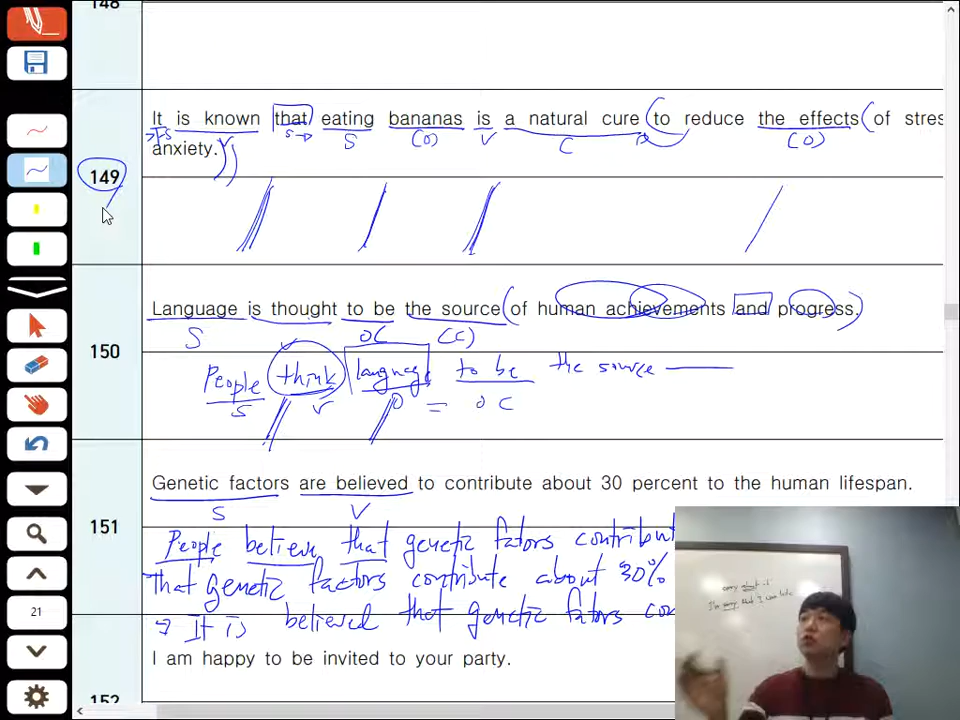 148
It is known that eating bananas is a natural cure to reduce the effects of stres
→ S S→ S (O) V C (O)
anxiety.
149
Language is thought to be the source of human achievements and progress.
S V OC (C)
150
People think language to be the source
S V O = O C
Genetic factors are believed to contribute about 30 percent to the human lifespan.
S V
151
People believe that genetic factors contribut
That genetic factors contribute about 30%
→ It is believed that genetic factors co
21
I am happy to be invited to your party.
152